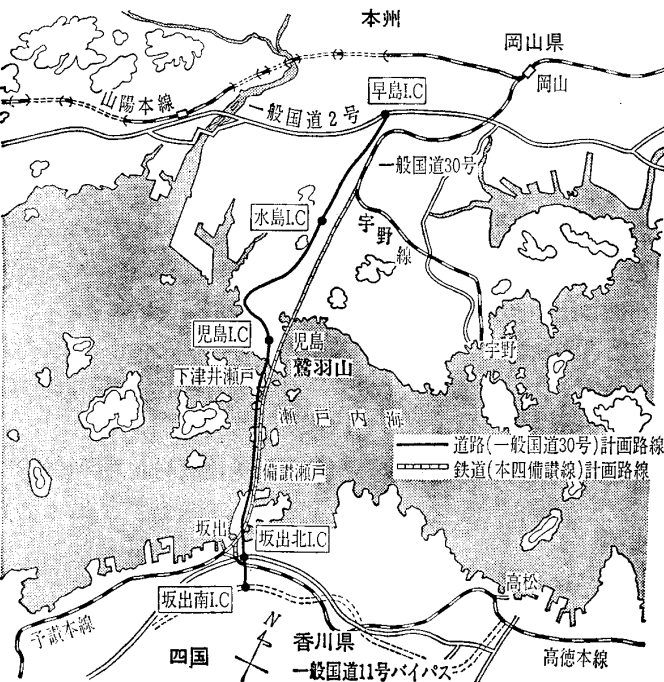 本州
岡山県
岡山
山陽本線
早島I.C
一般国道2号
一般国道30号
水島I.C
宇野線
児島I.C
児島
鷲羽山
宇野
下津井瀬戸
瀬戸内海
道路(一般国道30号)計画路線
鉄道(本四備讃線)計画路線
備讃瀬戸
坂出
坂出北I.C
坂出南I.C
高松
予讃本線
N
香川県
四国
一般国道11号バイパス
高徳本線